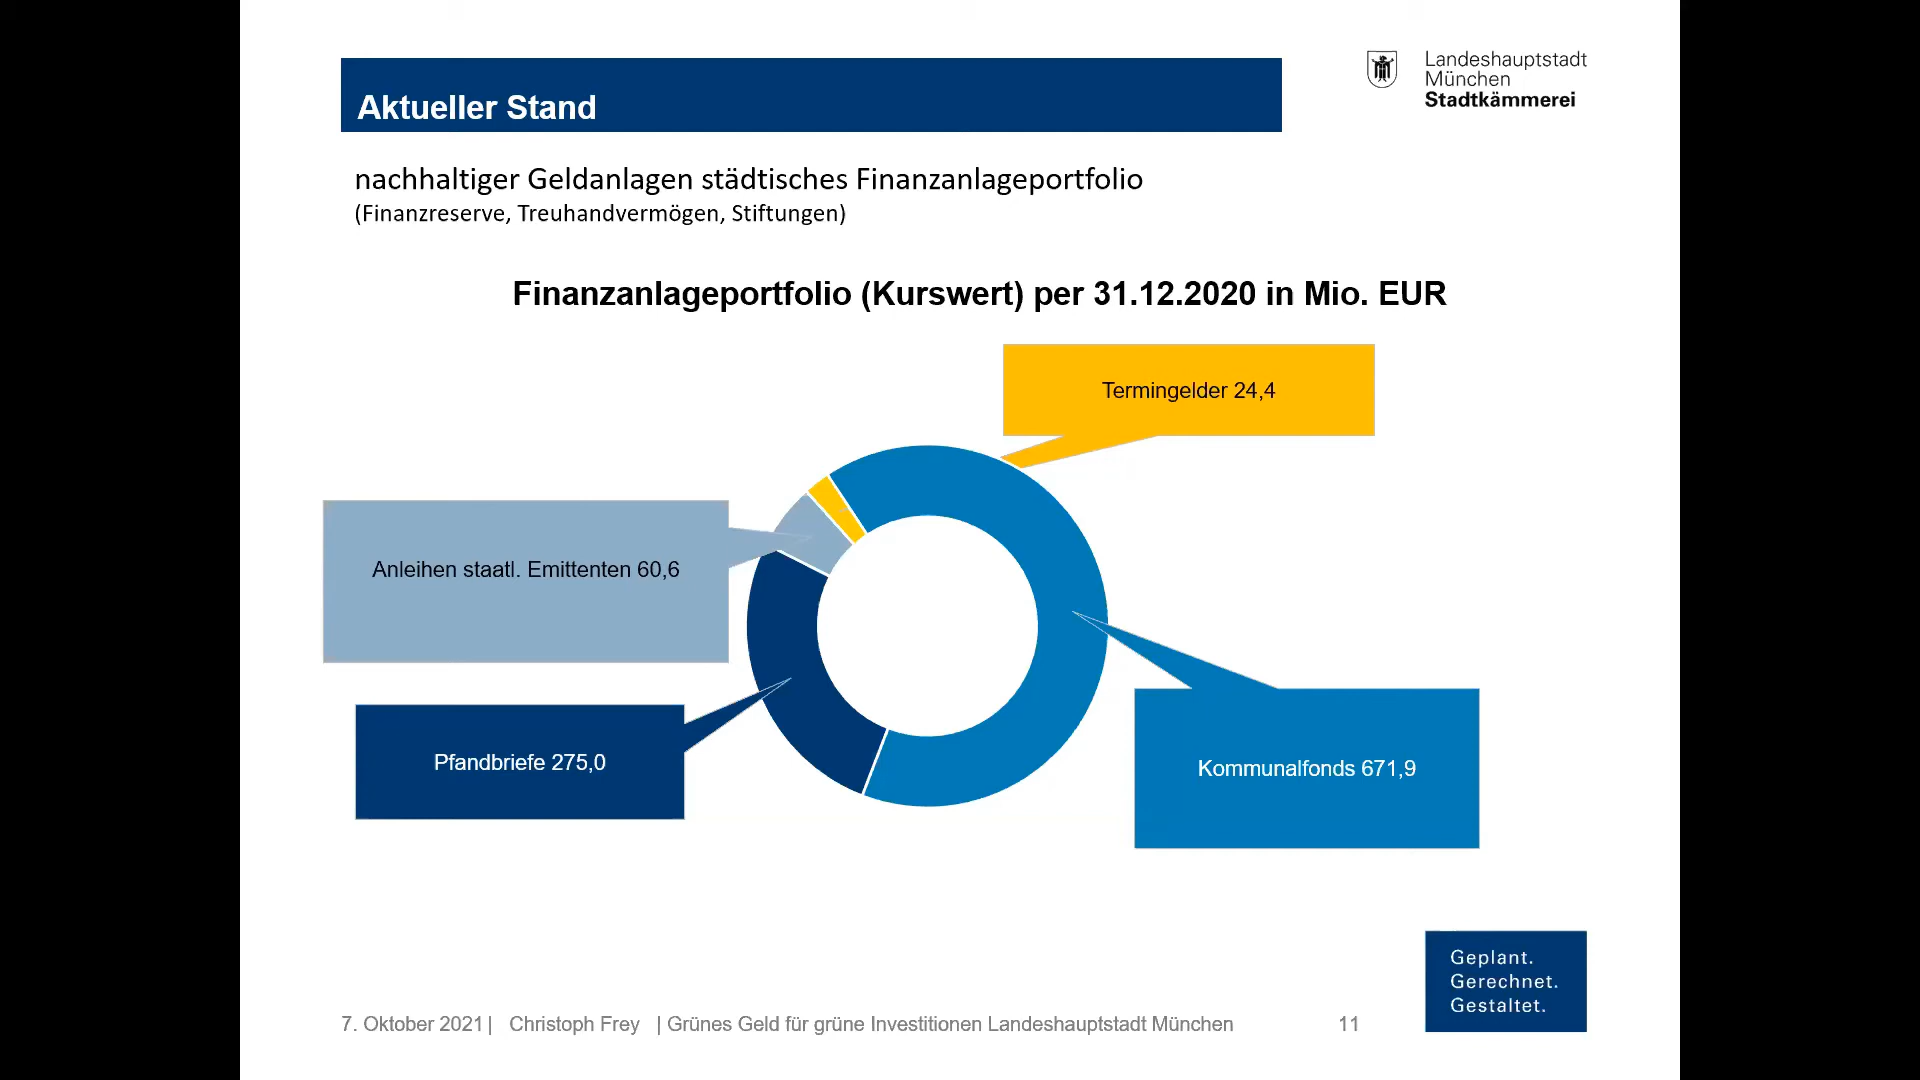 Aktueller Stand
Landeshauptstadt
München
Stadtkämmerei
nachhaltiger Geldanlagen städtisches Finanzanlageportfolio
(Finanzreserve, Treuhandvermögen, Stiftungen)
Finanzanlageportfolio (Kurswert) per 31.12.2020 in Mio. EUR
Termingelder 24,4
Anleihen staatl. Emittenten 60,6
Pfandbriefe 275,0
Kommunalfonds 671,9
Geplant.
Gerechnet.
Gestaltet.
7. Oktober 2021 | Christoph Frey | Grünes Geld für grüne Investitionen Landeshauptstadt München 11